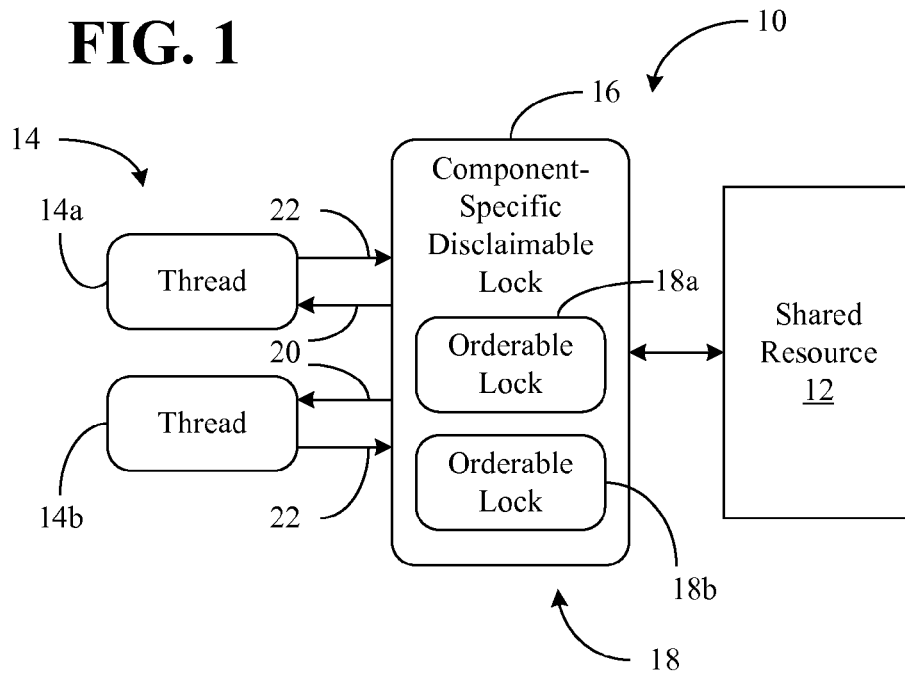 FIG. 1
10
16
14
Component-
Specific
Disclaimable
Lock
14a
22
Thread
18a
20
Orderable
Lock
Shared
Resource
12
Thread
Orderable
Lock
14b
22
18b
18